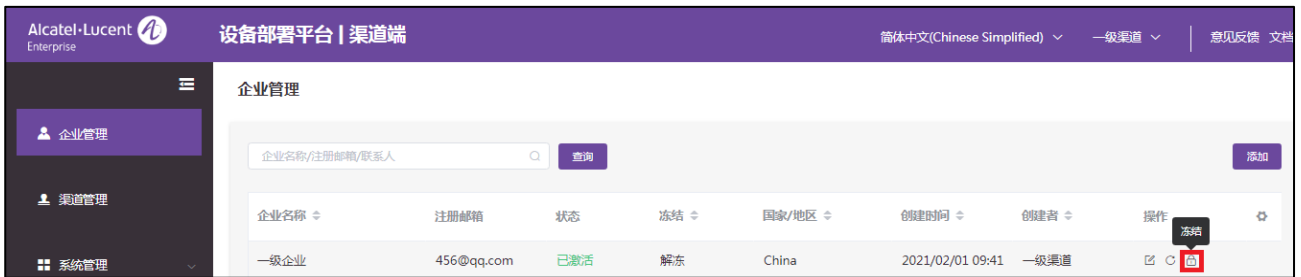 Alcatel·Lucent
Enterprise
设备部署平台 | 渠道端
简体中文(Chinese Simplified)
一级渠道
意见反馈 文档
企业管理
企业管理
企业名称/注册邮箱/联系人
查询
添加
渠道管理
企业名称 注册邮箱 状态 冻结 国家/地区 创建时间 创建者 操作
冻结
系统管理
一级企业 456@qq.com 已激活 解冻 China 2021/02/01 09:41 一级渠道